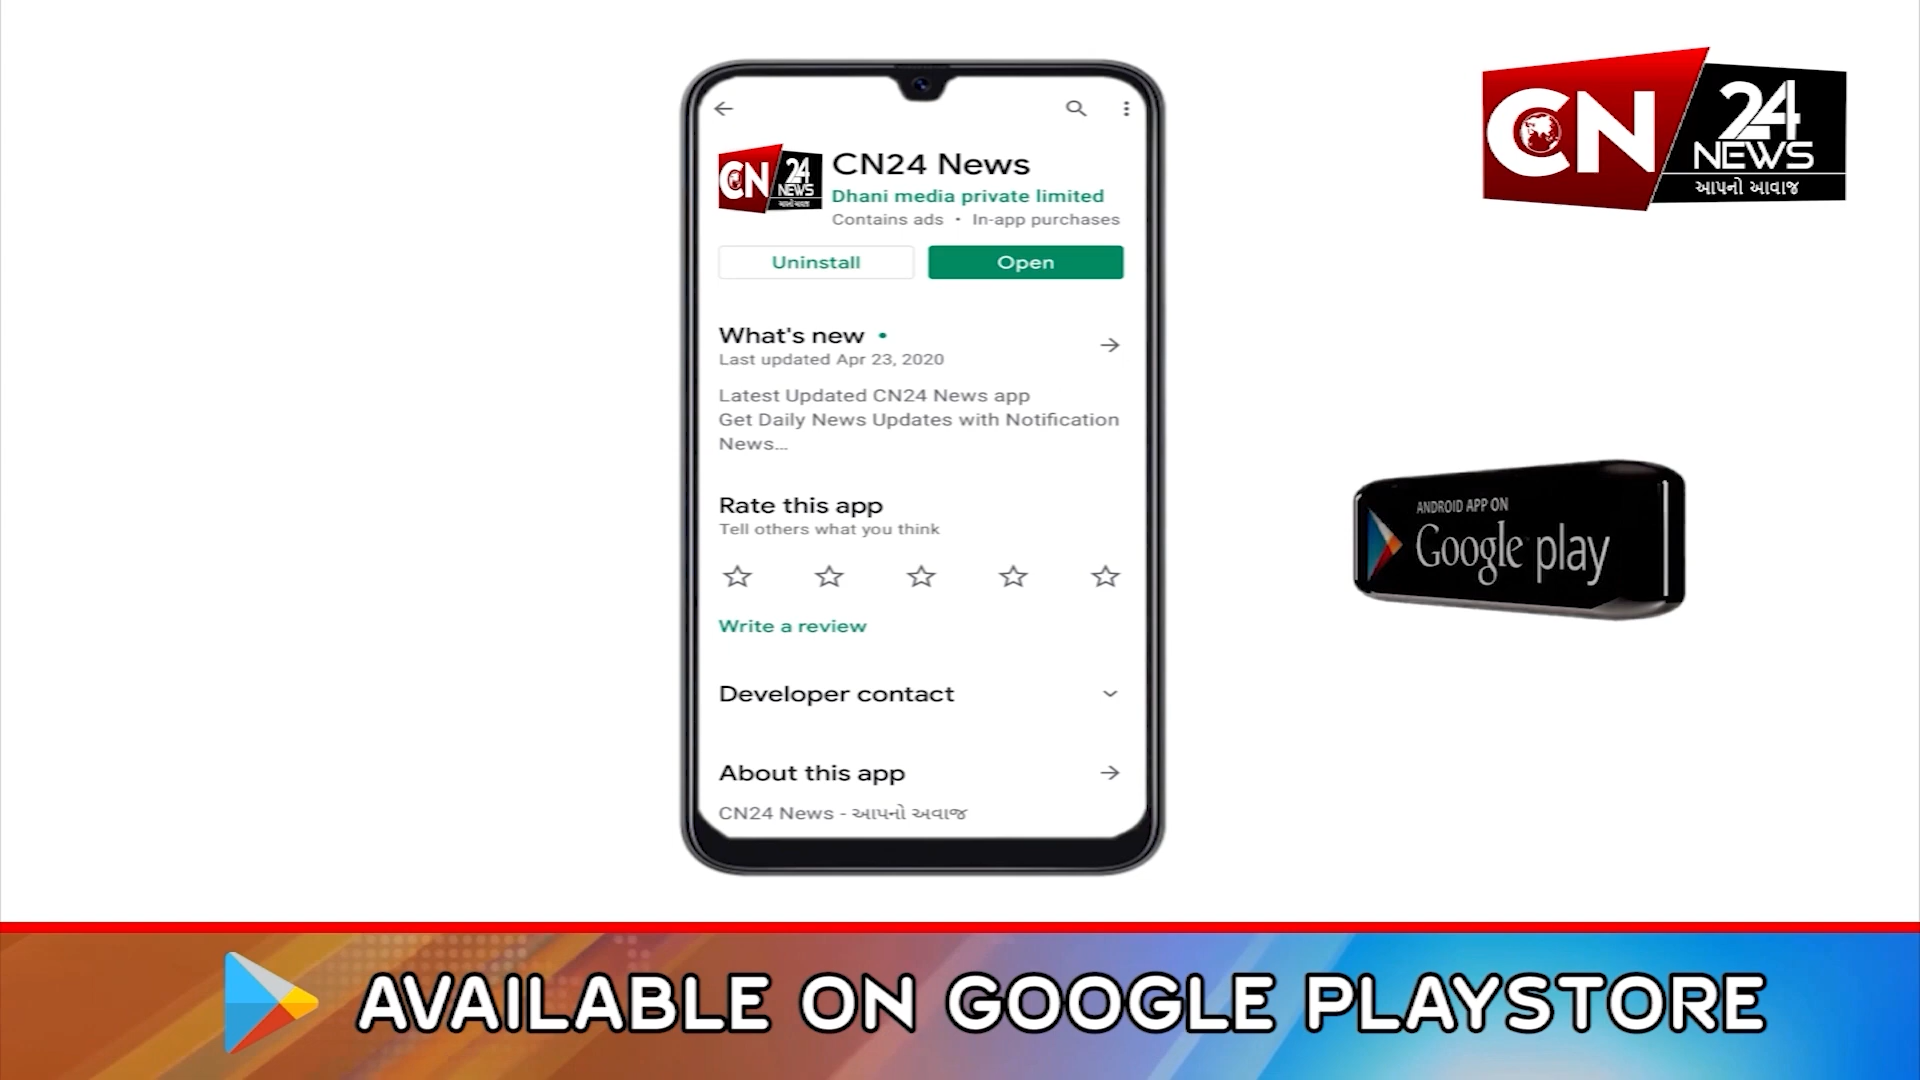 CN24 News
Dhani media private limited
Contains ads • In-app purchases
Uninstall
Open
What's new •
Last updated Apr 23, 2020
Latest Updated CN24 News app
Get Daily News Updates with Notification
News...
Rate this app
Tell others what you think
Write a review
Developer contact
About this app
CN24 News - આપનો અવાજ
CN
24
NEWS
CN
24
NEWS
આપનો અવાજ
ANDROID APP ON
Google play
AVAILABLE ON GOOGLE PLAYSTORE